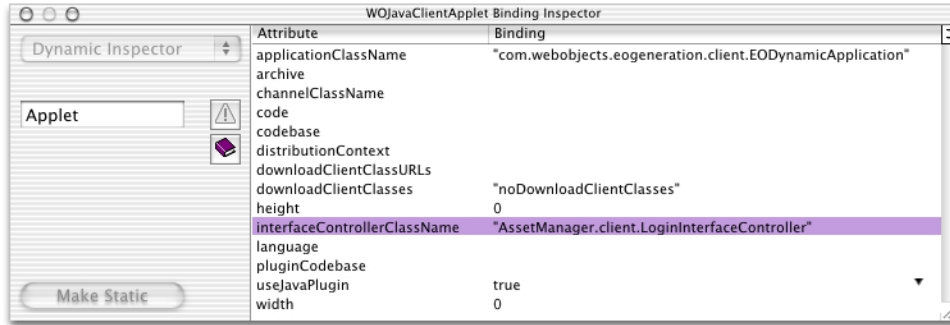 WOJavaClientApplet Binding Inspector
Dynamic Inspector
Applet
Make Static
Attribute Binding
applicationClassName "com.webobjects.eogeneration.client.EODynamicApplication"
archive
channelClassName
code
codebase
distributionContext
downloadClientClassURLs
downloadClientClasses "noDownloadClientClasses"
height 0
interfaceControllerClassName "AssetManager.client.LoginInterfaceController"
language
pluginCodebase
useJavaPlugin true
width 0